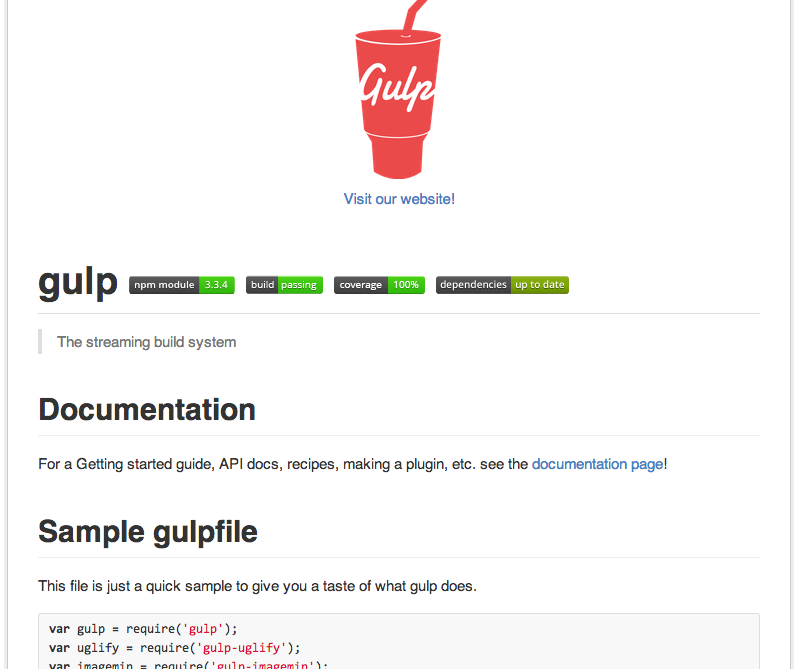 Gulp
Visit our website!
gulp npm module 3.3.4 build passing coverage 100% dependencies up to date
The streaming build system
Documentation
For a Getting started guide, API docs, recipes, making a plugin, etc. see the documentation page!
Sample gulpfile
This file is just a quick sample to give you a taste of what gulp does.
var gulp = require('gulp');
var uglify = require('gulp-uglify');
var imagemin = require('gulp-imagemin');